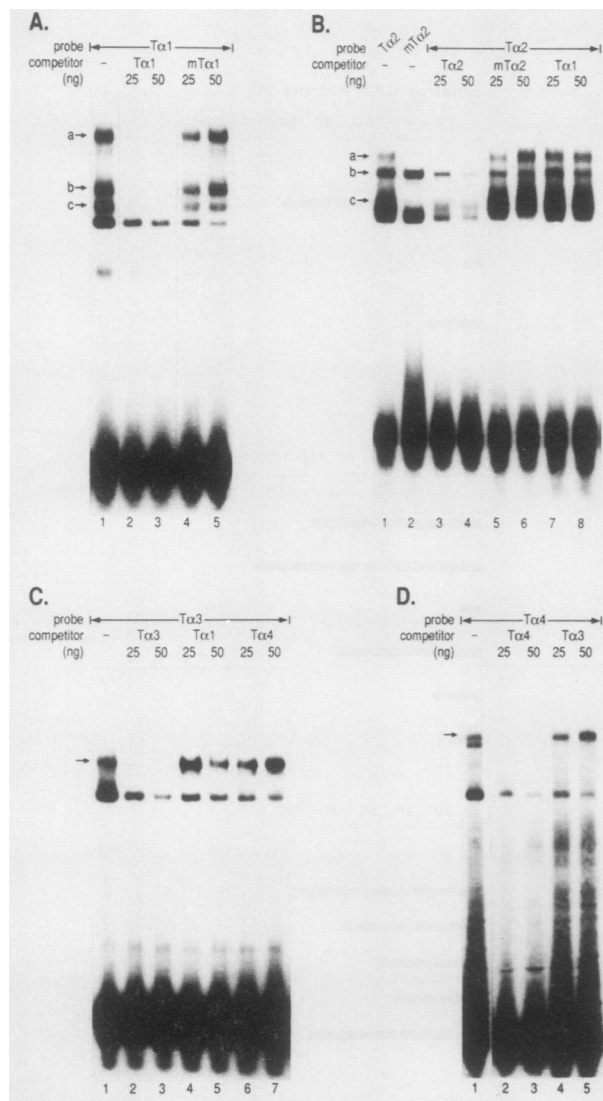 A.
probe Tα1
competitor – Tα1 mTα1
(ng) 25 50 25 50
a
b
c
1 2 3 4 5
B.
probe Tα2 mTα2 Tα2
competitor – – Tα2 mTα2 Tα1
(ng) 25 50 25 50 25 50
a
b
c
1 2 3 4 5 6 7 8
C.
probe Tα3
competitor – Tα3 Tα1 Tα4
(ng) 25 50 25 50 25 50
1 2 3 4 5 6 7
D.
probe Tα4
competitor – Tα4 Tα3
(ng) 25 50 25 50
1 2 3 4 5